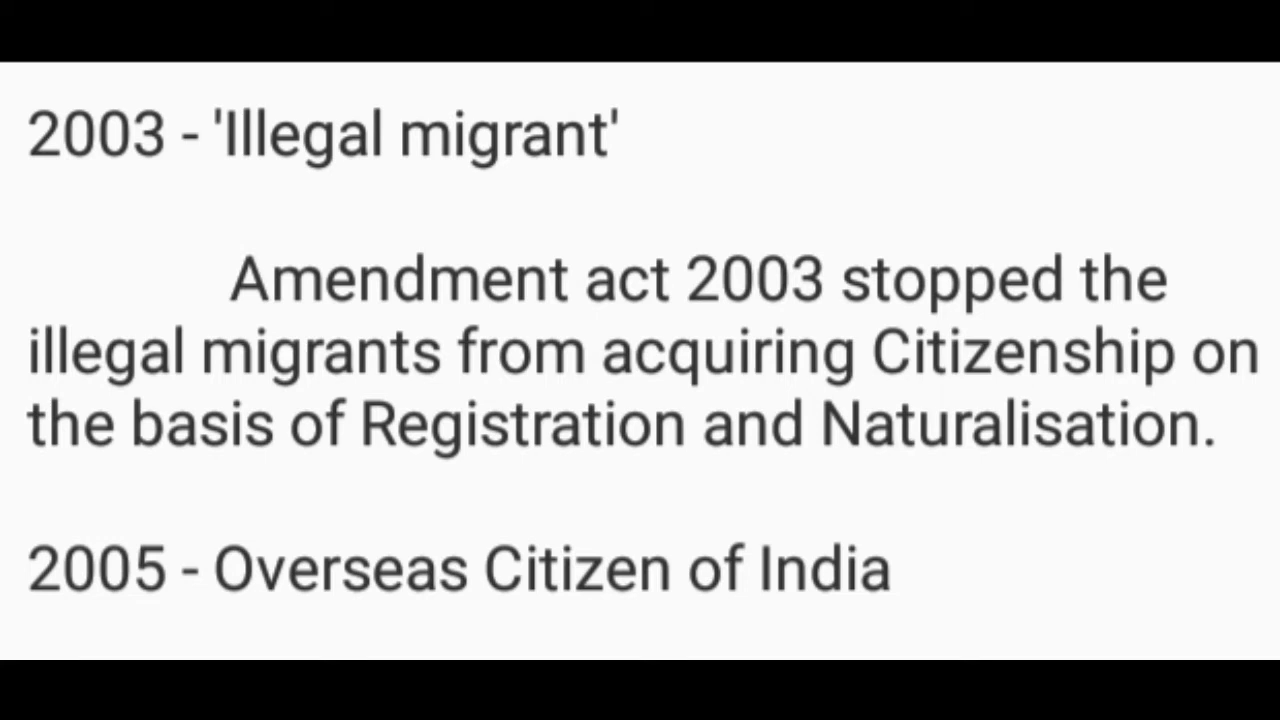 2003 - 'Illegal migrant'
Amendment act 2003 stopped the
illegal migrants from acquiring Citizenship on
the basis of Registration and Naturalisation.
2005 - Overseas Citizen of India